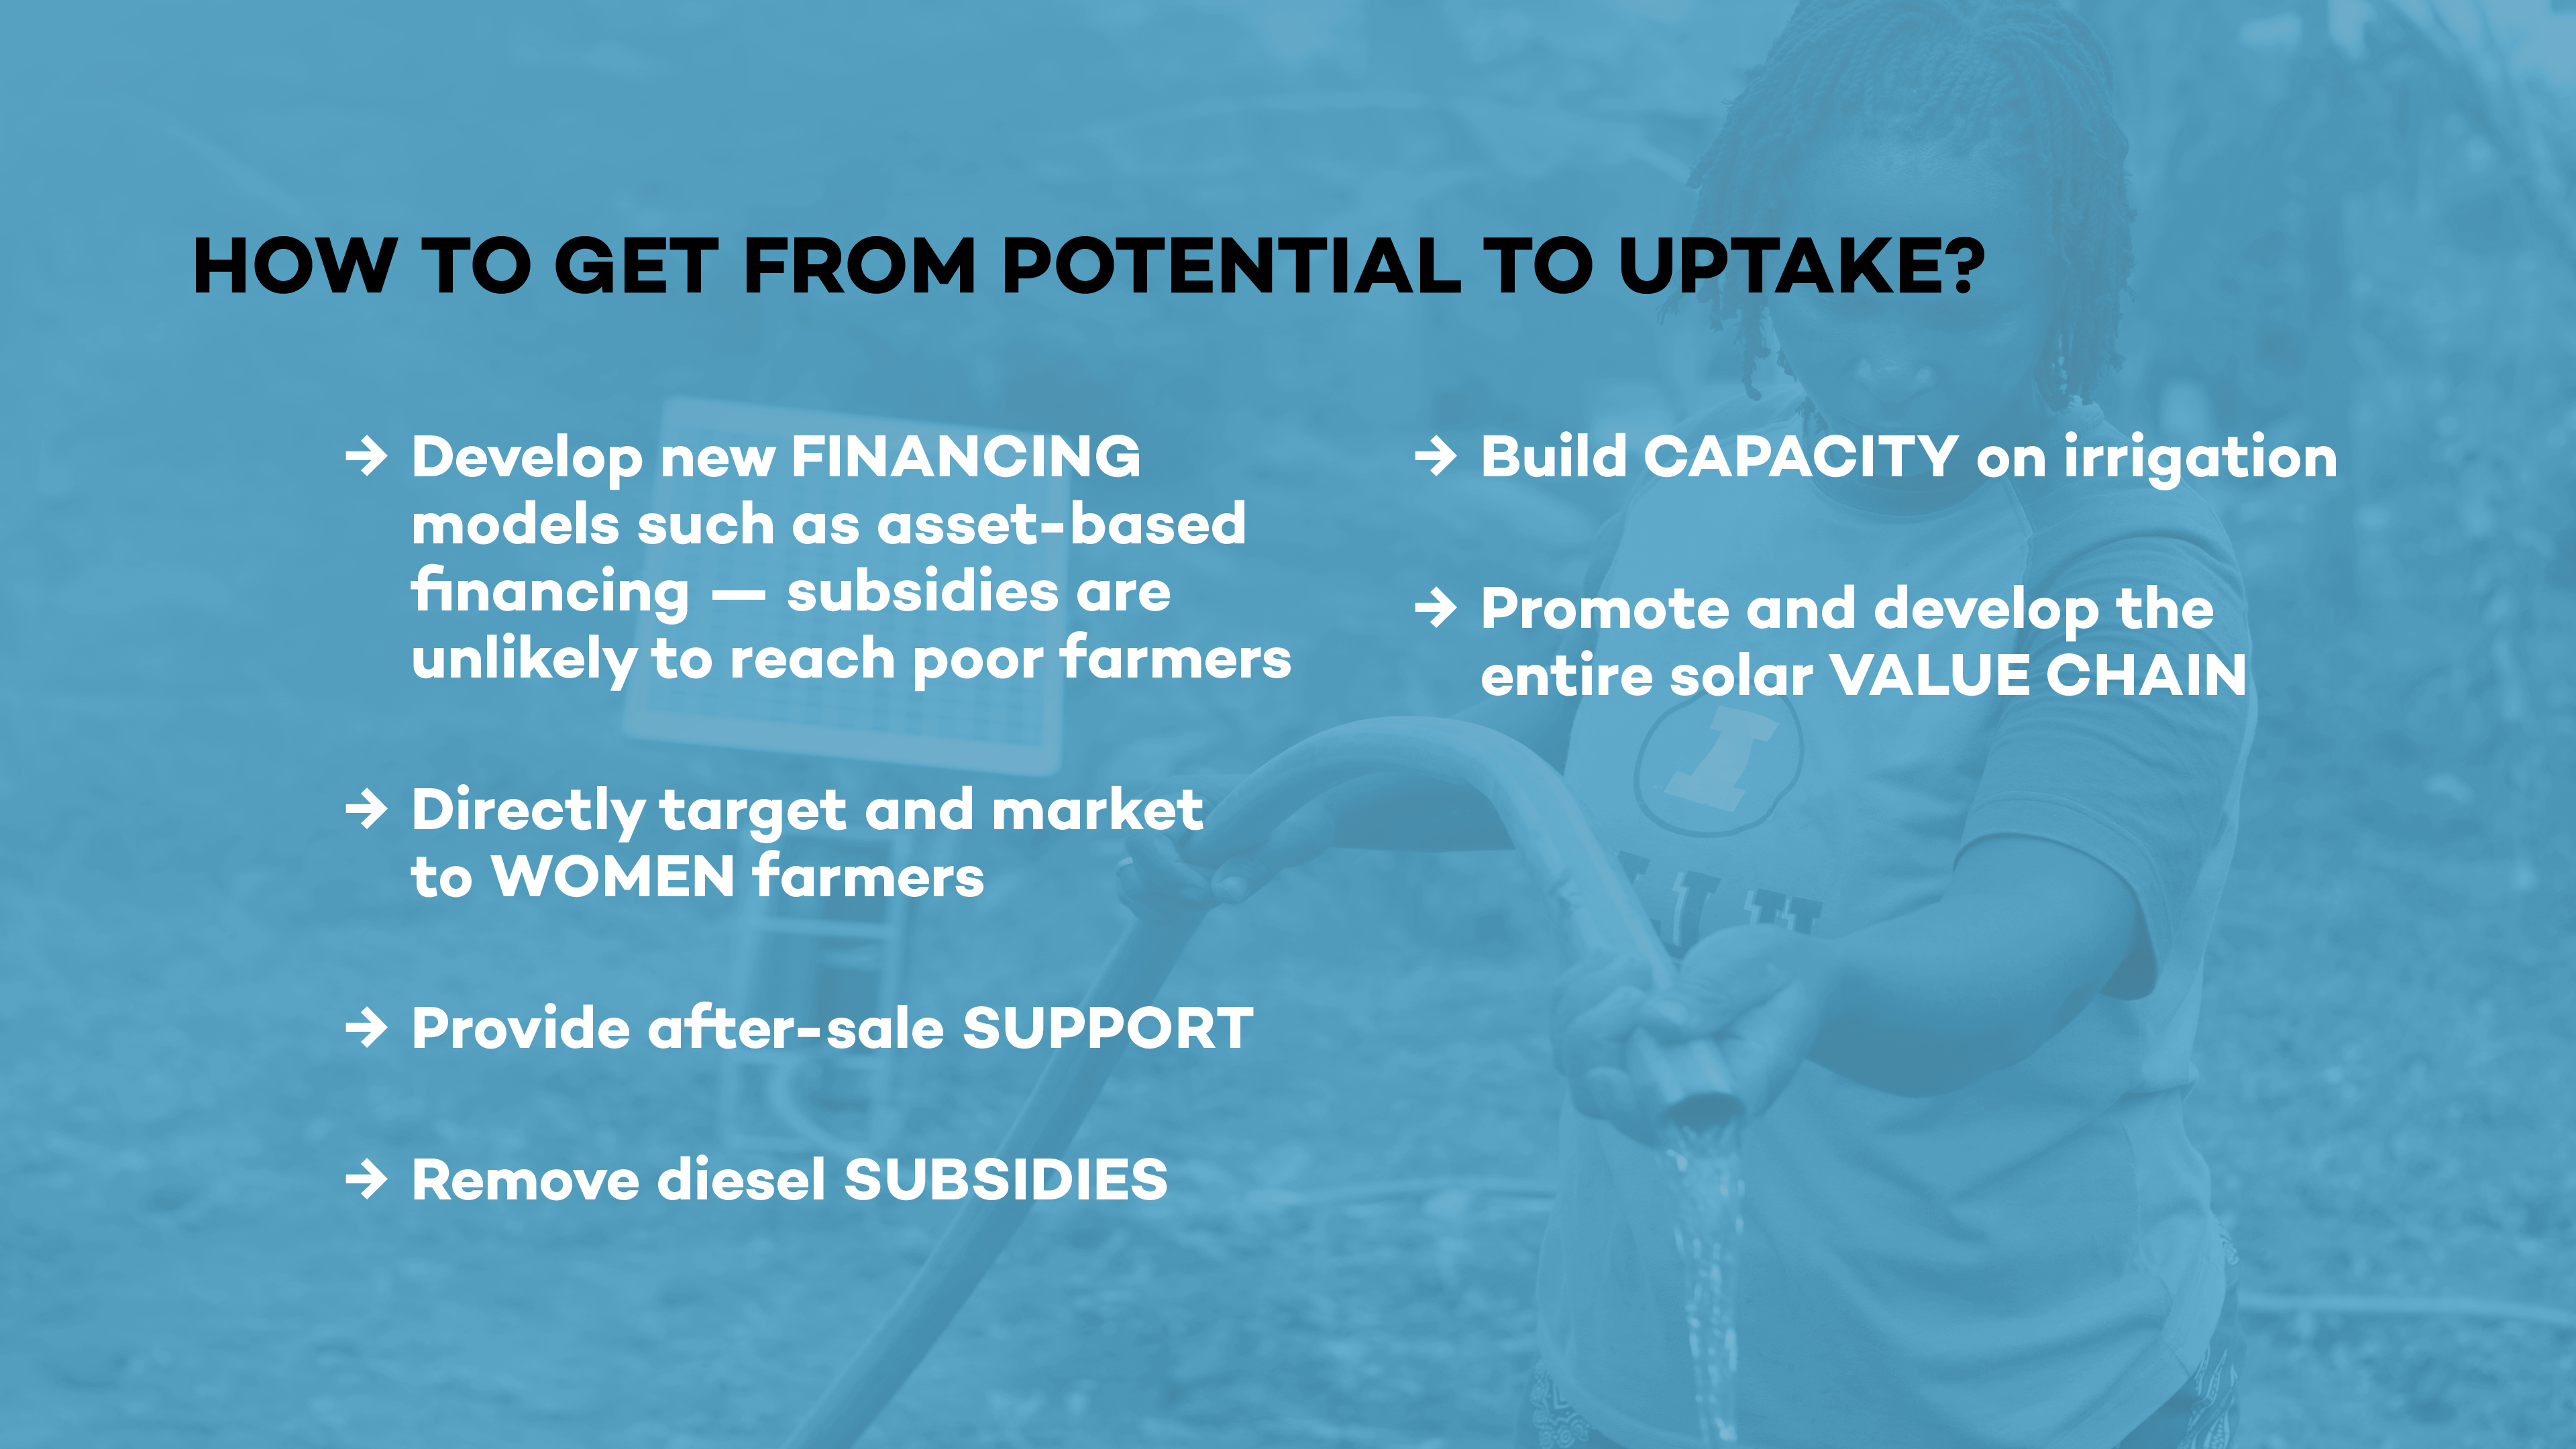 HOW TO GET FROM POTENTIAL TO UPTAKE?
→ Develop new FINANCING
models such as asset-based
financing — subsidies are
unlikely to reach poor farmers
→ Directly target and market
to WOMEN farmers
→ Provide after-sale SUPPORT
→ Remove diesel SUBSIDIES
→ Build CAPACITY on irrigation
→ Promote and develop the
entire solar VALUE CHAIN
I